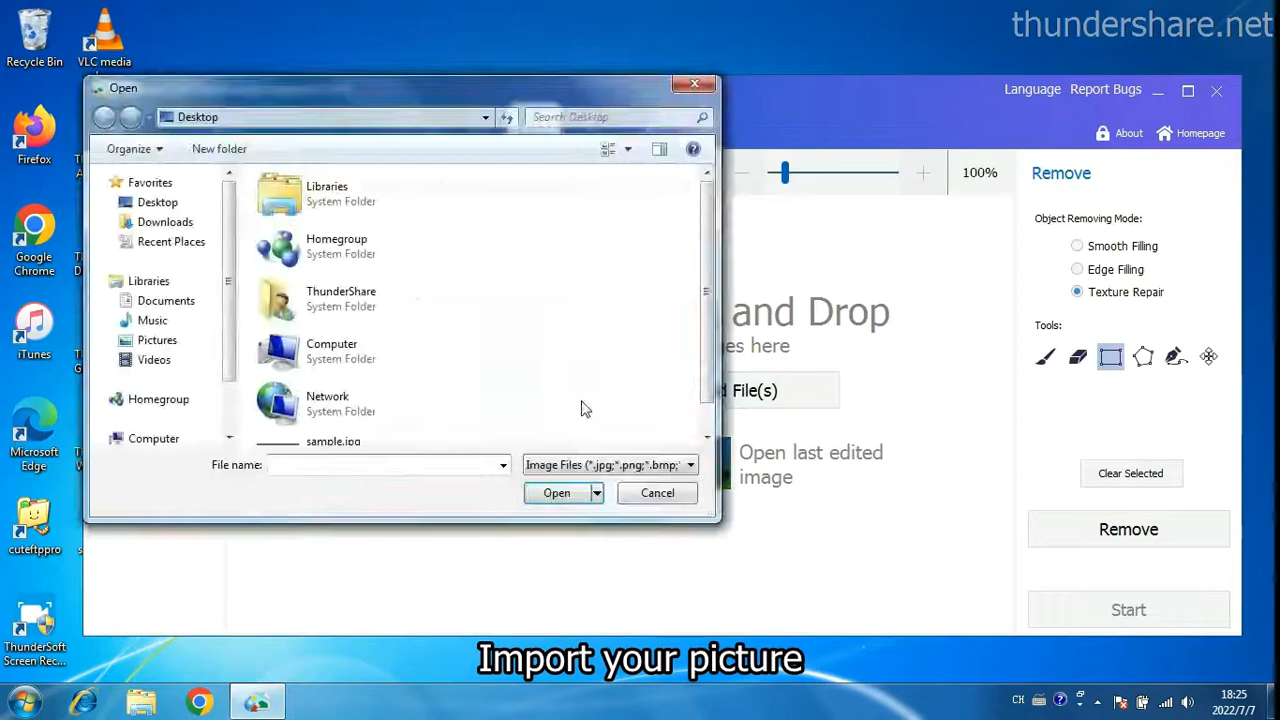 thundershare.net
Recycle Bin
VLC media
Open
Desktop
Search Desktop
Language Report Bugs
About Homepage
Firefox
Organize New folder
100%
Remove
Object Removing Mode:
Smooth Filling
Edge Filling
Texture Repair
Tools:
Favorites
Desktop
Downloads
Recent Places
Libraries
Documents
Music
Pictures
Videos
Homegroup
Computer
Libraries
System Folder
Homegroup
System Folder
ThunderShare
System Folder
Computer
System Folder
Network
System Folder
sample.jpg
Google
Chrome
iTunes
and Drop
here
File(s)
Open last edited
image
Microsoft
Edge
File name:
Image Files (*.jpg;*.png;*.bmp;
Open Cancel
Clear Selected
Remove
Start
cuteftppro
ThunderSoft
Screen Rec...
Import your picture
CH
18:25
2022/7/7